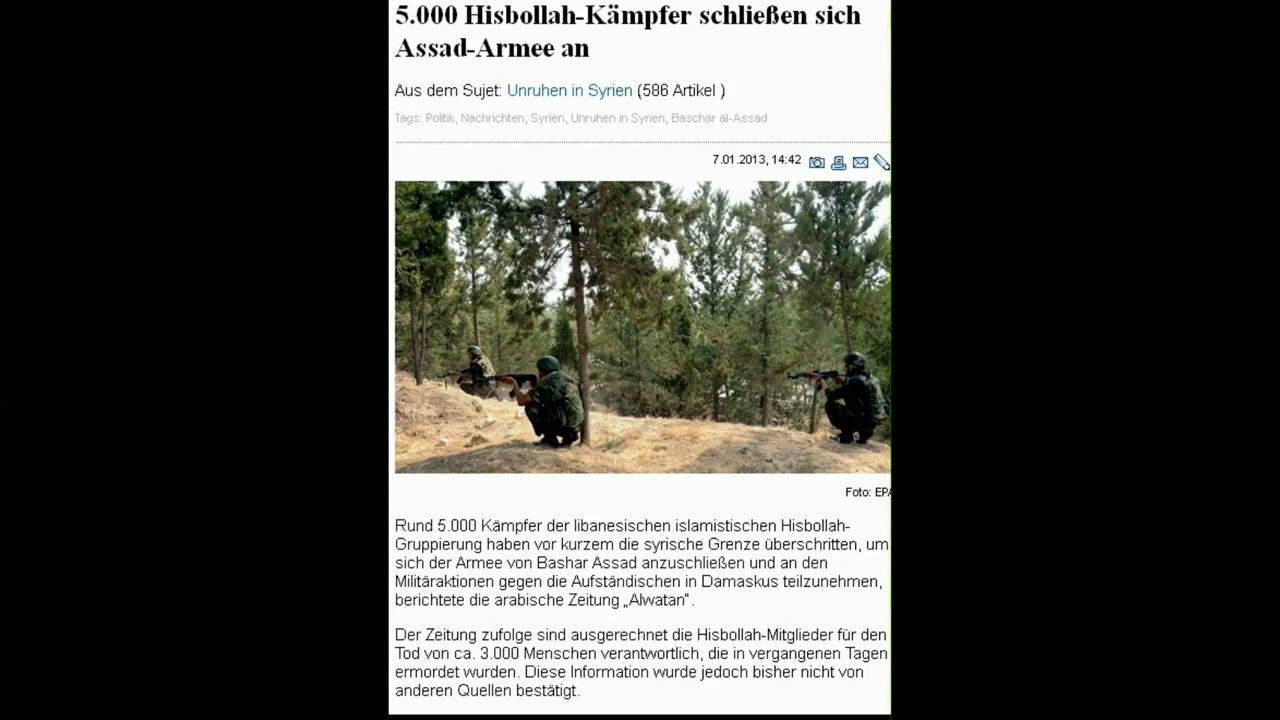 5.000 Hisbollah-Kämpfer schließen sich
Assad-Armee an
Aus dem Sujet: Unruhen in Syrien (586 Artikel )
Tags: Politik, Nachrichten, Syrien, Unruhen in Syrien, Baschar al-Assad
7.01.2013, 14:42
Foto: EPA
Rund 5.000 Kämpfer der libanesischen islamistischen Hisbollah-
Gruppierung haben vor kurzem die syrische Grenze überschritten, um
sich der Armee von Bashar Assad anzuschließen und an den
Militäraktionen gegen die Aufständischen in Damaskus teilzunehmen,
berichtete die arabische Zeitung „Alwatan“.
Der Zeitung zufolge sind ausgerechnet die Hisbollah-Mitglieder für den
Tod von ca. 3.000 Menschen verantwortlich, die in vergangenen Tagen
ermordet wurden. Diese Information wurde jedoch bisher nicht von
anderen Quellen bestätigt.